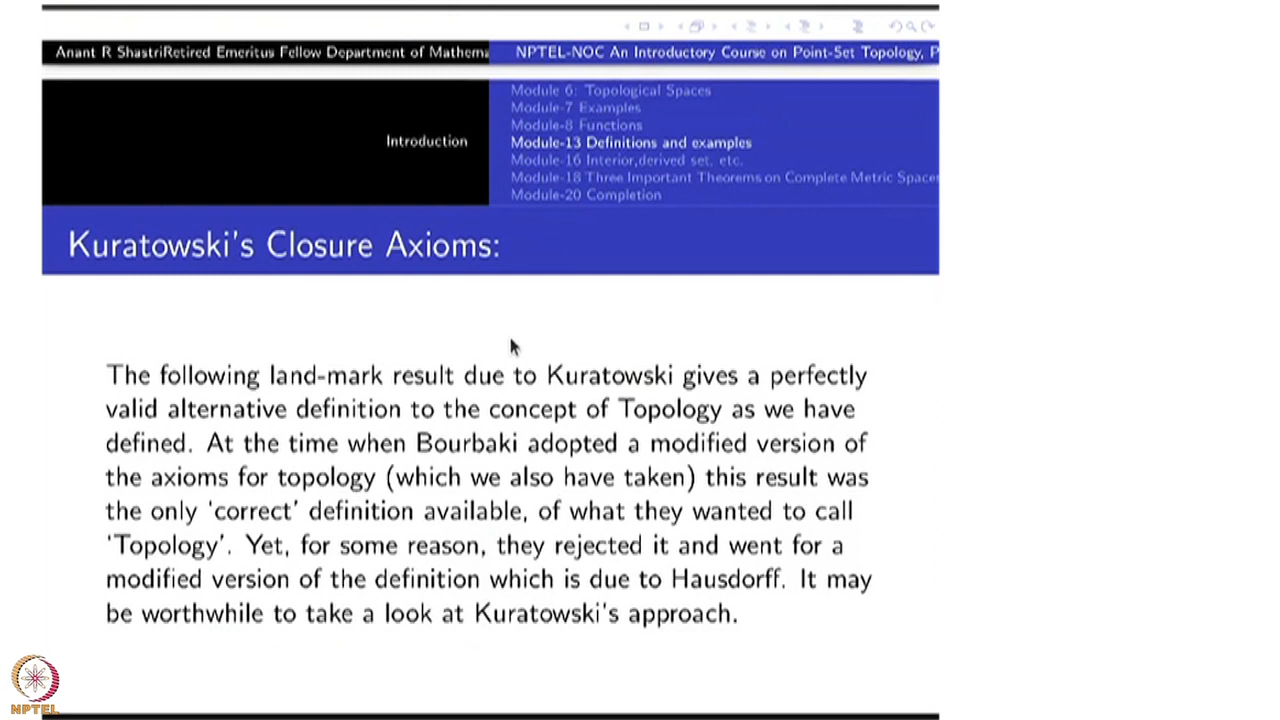 Anant R ShastriRetired Emeritus Fellow Department of Mathema
NPTEL-NOC An Introductory Course on Point-Set Topology, P
Introduction
Module 6: Topological Spaces
Module-7 Examples
Module-8 Functions
Module-13 Definitions and examples
Module-16 Interior,derived set, etc.
Module-18 Three Important Theorems on Complete Metric Spaces
Module-20 Completion
Kuratowski's Closure Axioms:
The following land-mark result due to Kuratowski gives a perfectly
valid alternative definition to the concept of Topology as we have
defined. At the time when Bourbaki adopted a modified version of
the axioms for topology (which we also have taken) this result was
the only 'correct' definition available, of what they wanted to call
'Topology'. Yet, for some reason, they rejected it and went for a
modified version of the definition which is due to Hausdorff. It may
be worthwhile to take a look at Kuratowski's approach.
NPTEL